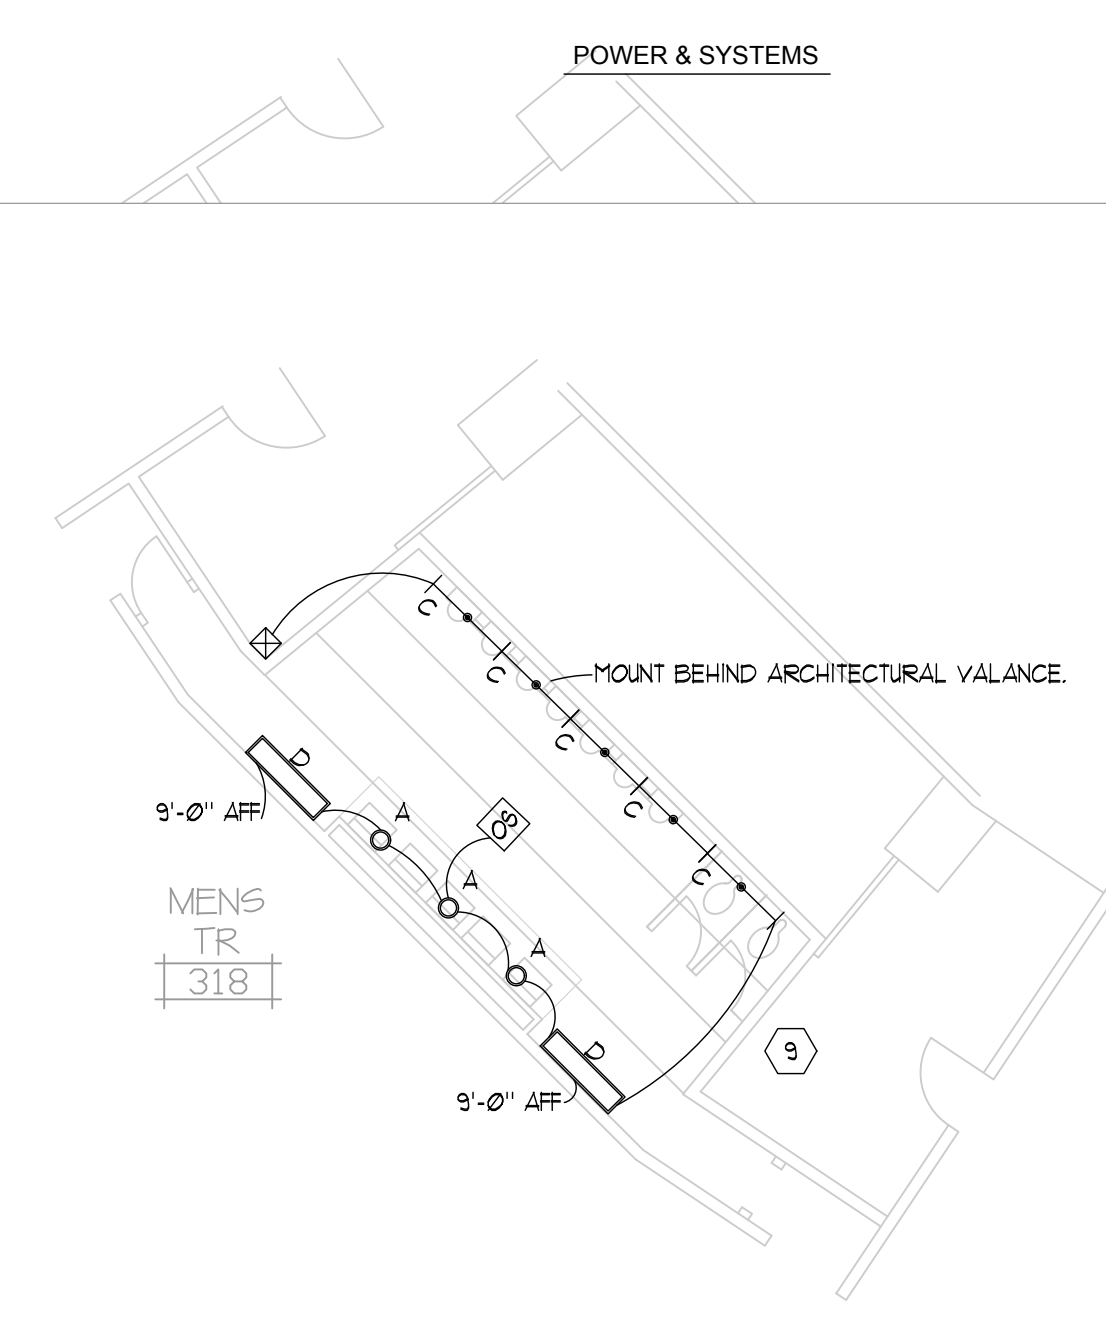 POWER & SYSTEMS
C
C
MOUNT BEHIND ARCHITECTURAL VALANCE.
C
D
9'-0" AFF
A
C
OS
C
A
MENS
TR
318
A
D
9
9'-0" AFF